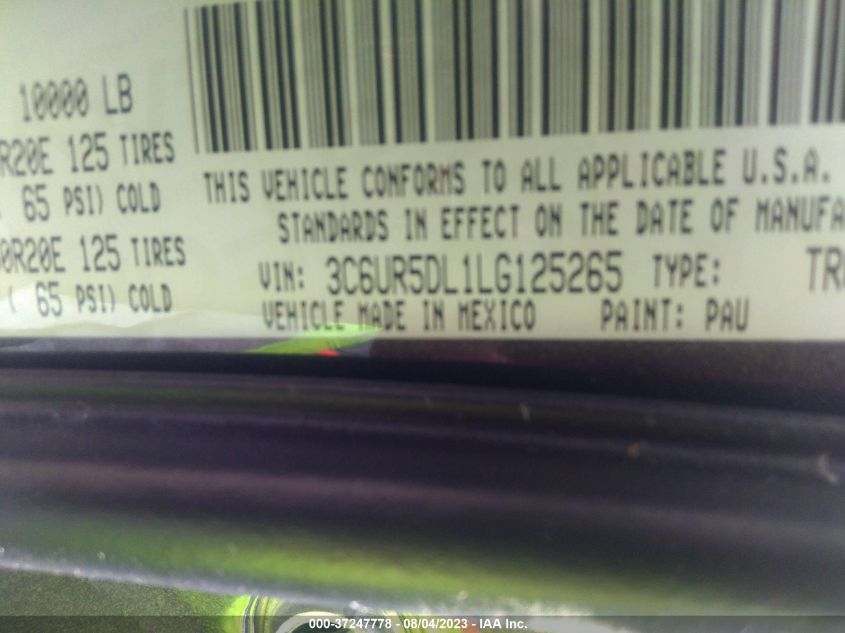 10000 LB
R20E 125 TIRES
65 PSI) COLD
0R20E 125 TIRES
( 65 PSI) COLD
THIS VEHICLE CONFORMS TO ALL APPLICABLE U.S.A.
STANDARDS IN EFFECT ON THE DATE OF MANUFA
VIN: 3C6UR5DL1LG125265 TYPE: TR
VEHICLE MADE IN MEXICO PAINT: PAU
000-37247778 - 08/04/2023 - IAA Inc.